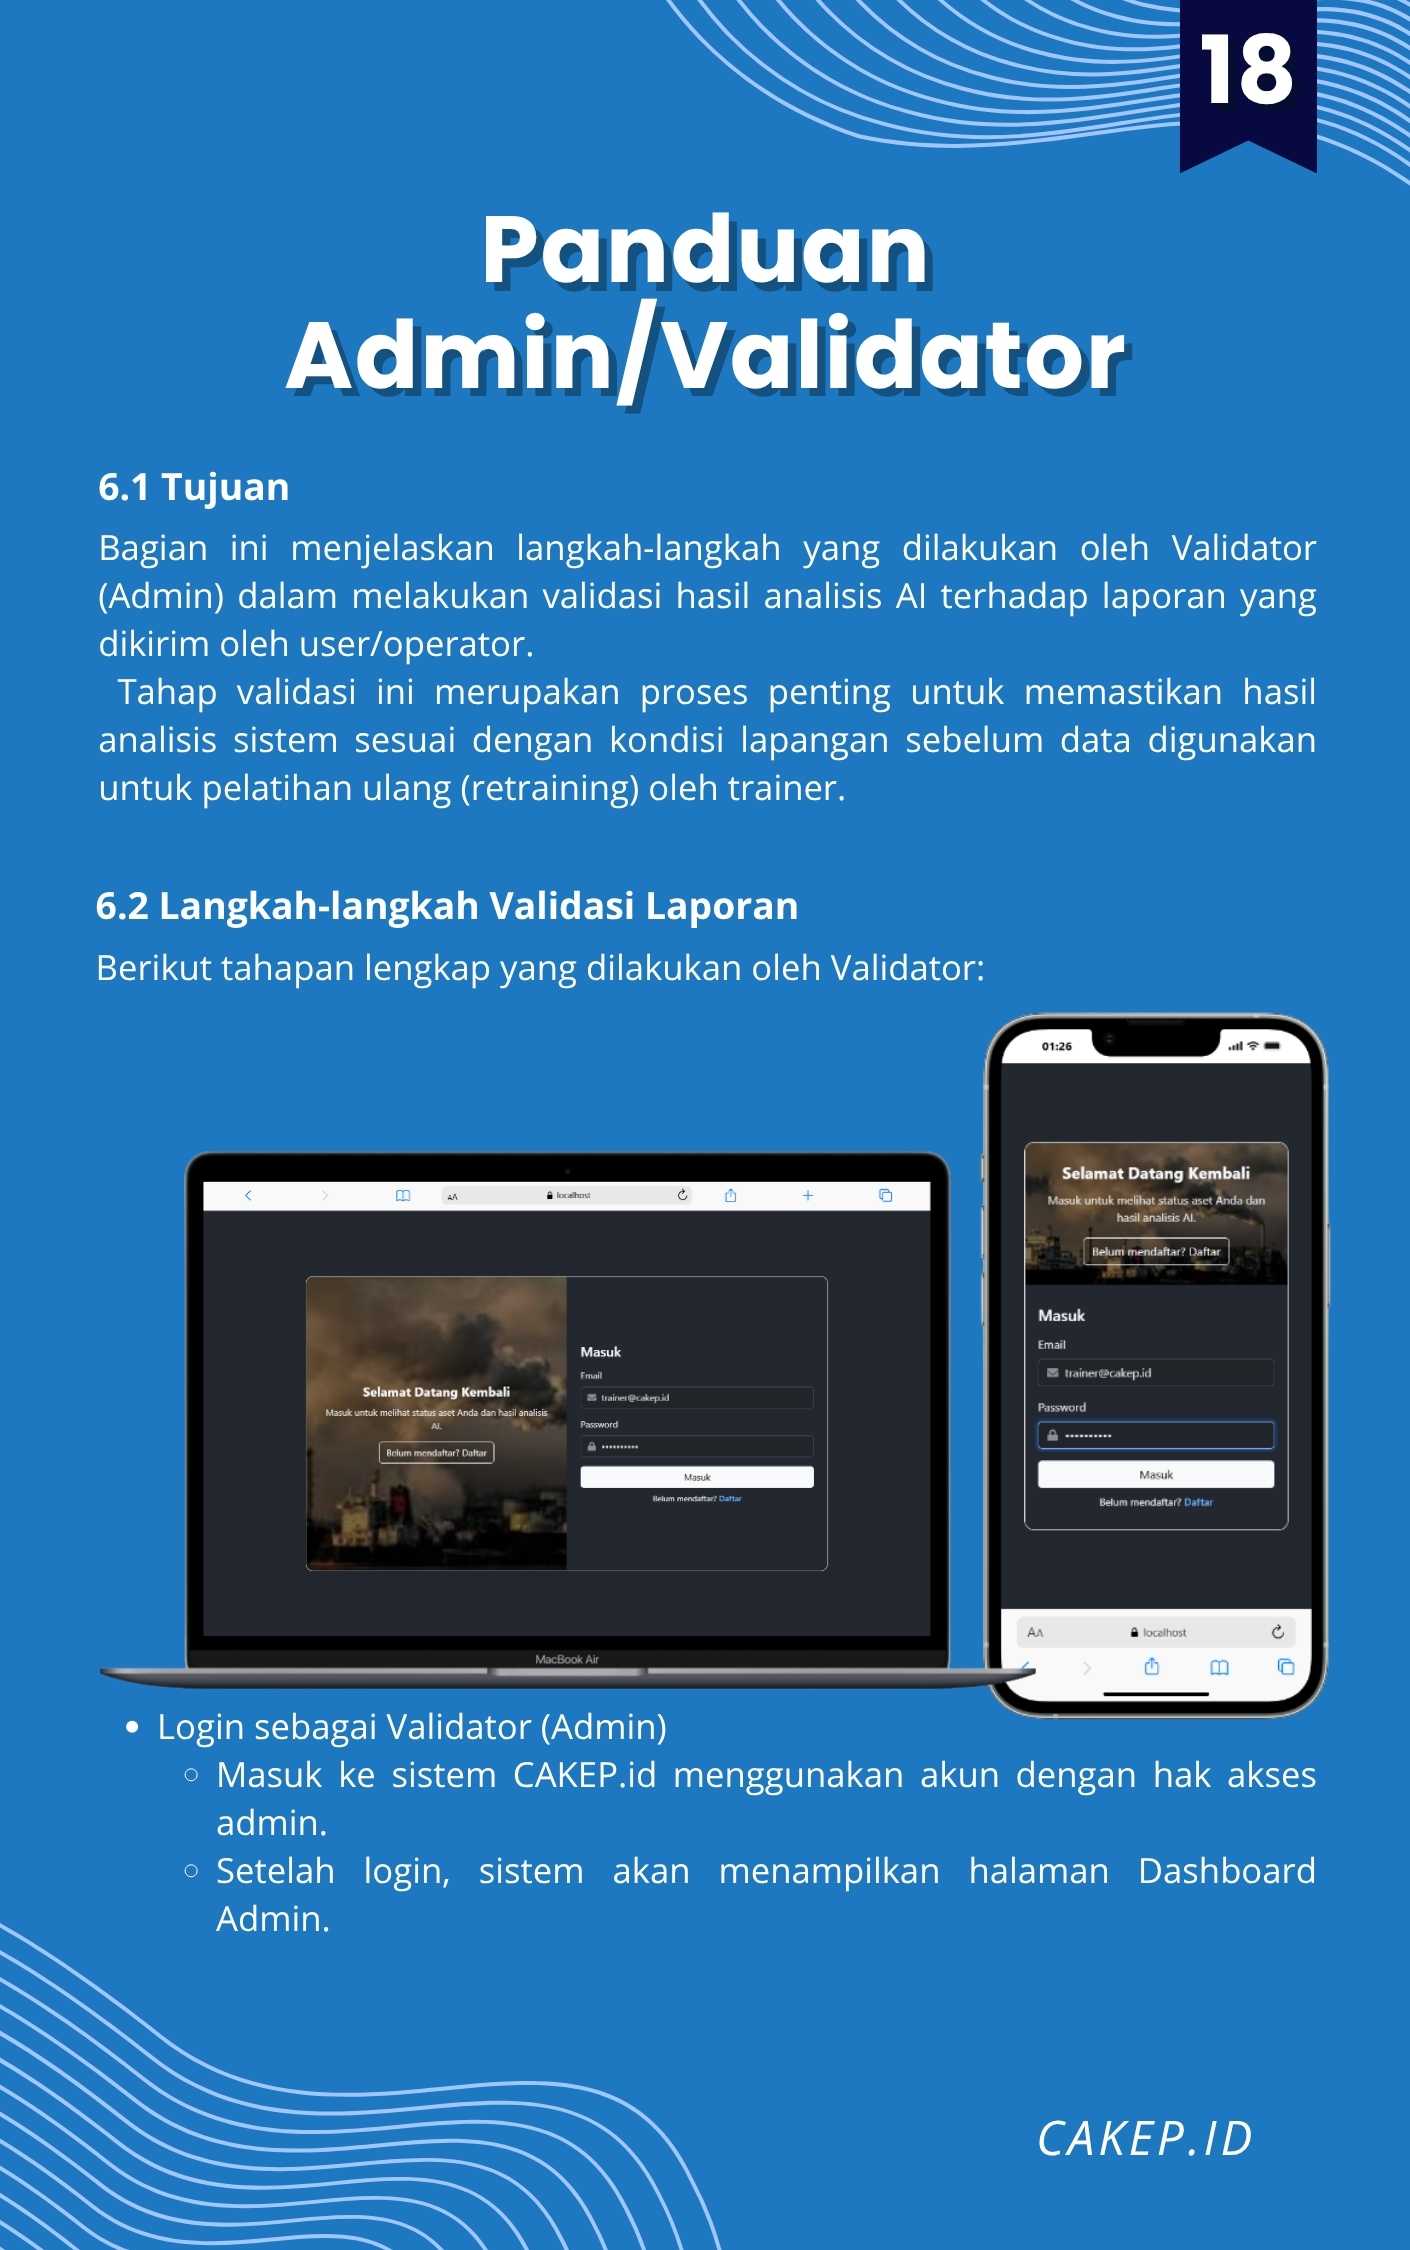 18
Panduan
Admin/Validator
6.1 Tujuan
Bagian ini menjelaskan langkah-langkah yang dilakukan oleh Validator
(Admin) dalam melakukan validasi hasil analisis AI terhadap laporan yang
dikirim oleh user/operator.
Tahap validasi ini merupakan proses penting untuk memastikan hasil
analisis sistem sesuai dengan kondisi lapangan sebelum data digunakan
untuk pelatihan ulang (retraining) oleh trainer.
6.2 Langkah-langkah Validasi Laporan
Berikut tahapan lengkap yang dilakukan oleh Validator:
AA
localhost
Selamat Datang Kembali
Masuk untuk melihat status aset Anda dan hasil analisis
AI.
Belum mendaftar? Daftar
Masuk
Email
trainer@cakep.id
Password
••••••••••
Masuk
Belum mendaftar? Daftar
MacBook Air
01:26
Selamat Datang Kembali
Masuk untuk melihat status aset Anda dan
hasil analisis AI.
Belum mendaftar? Daftar
Masuk
Email
trainer@cakep.id
Password
••••••••••
Masuk
Belum mendaftar? Daftar
AA
localhost
• Login sebagai Validator (Admin)
○ Masuk ke sistem CAKEP.id menggunakan akun dengan hak akses
admin.
○ Setelah login, sistem akan menampilkan halaman Dashboard
Admin.
CAKEP.ID